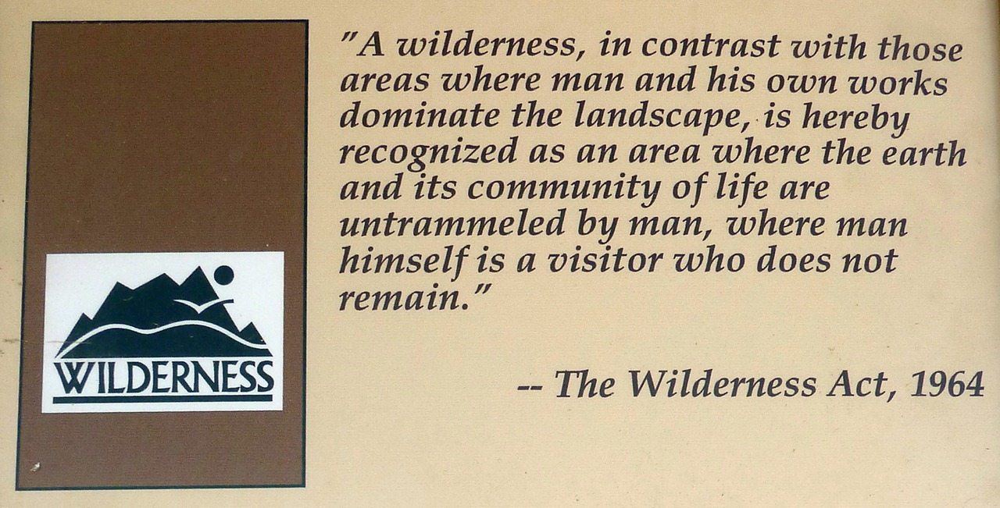 "A wilderness, in contrast with those
areas where man and his own works
dominate the landscape, is hereby
recognized as an area where the earth
and its community of life are
untrammeled by man, where man
himself is a visitor who does not
remain."
-- The Wilderness Act, 1964
WILDERNESS